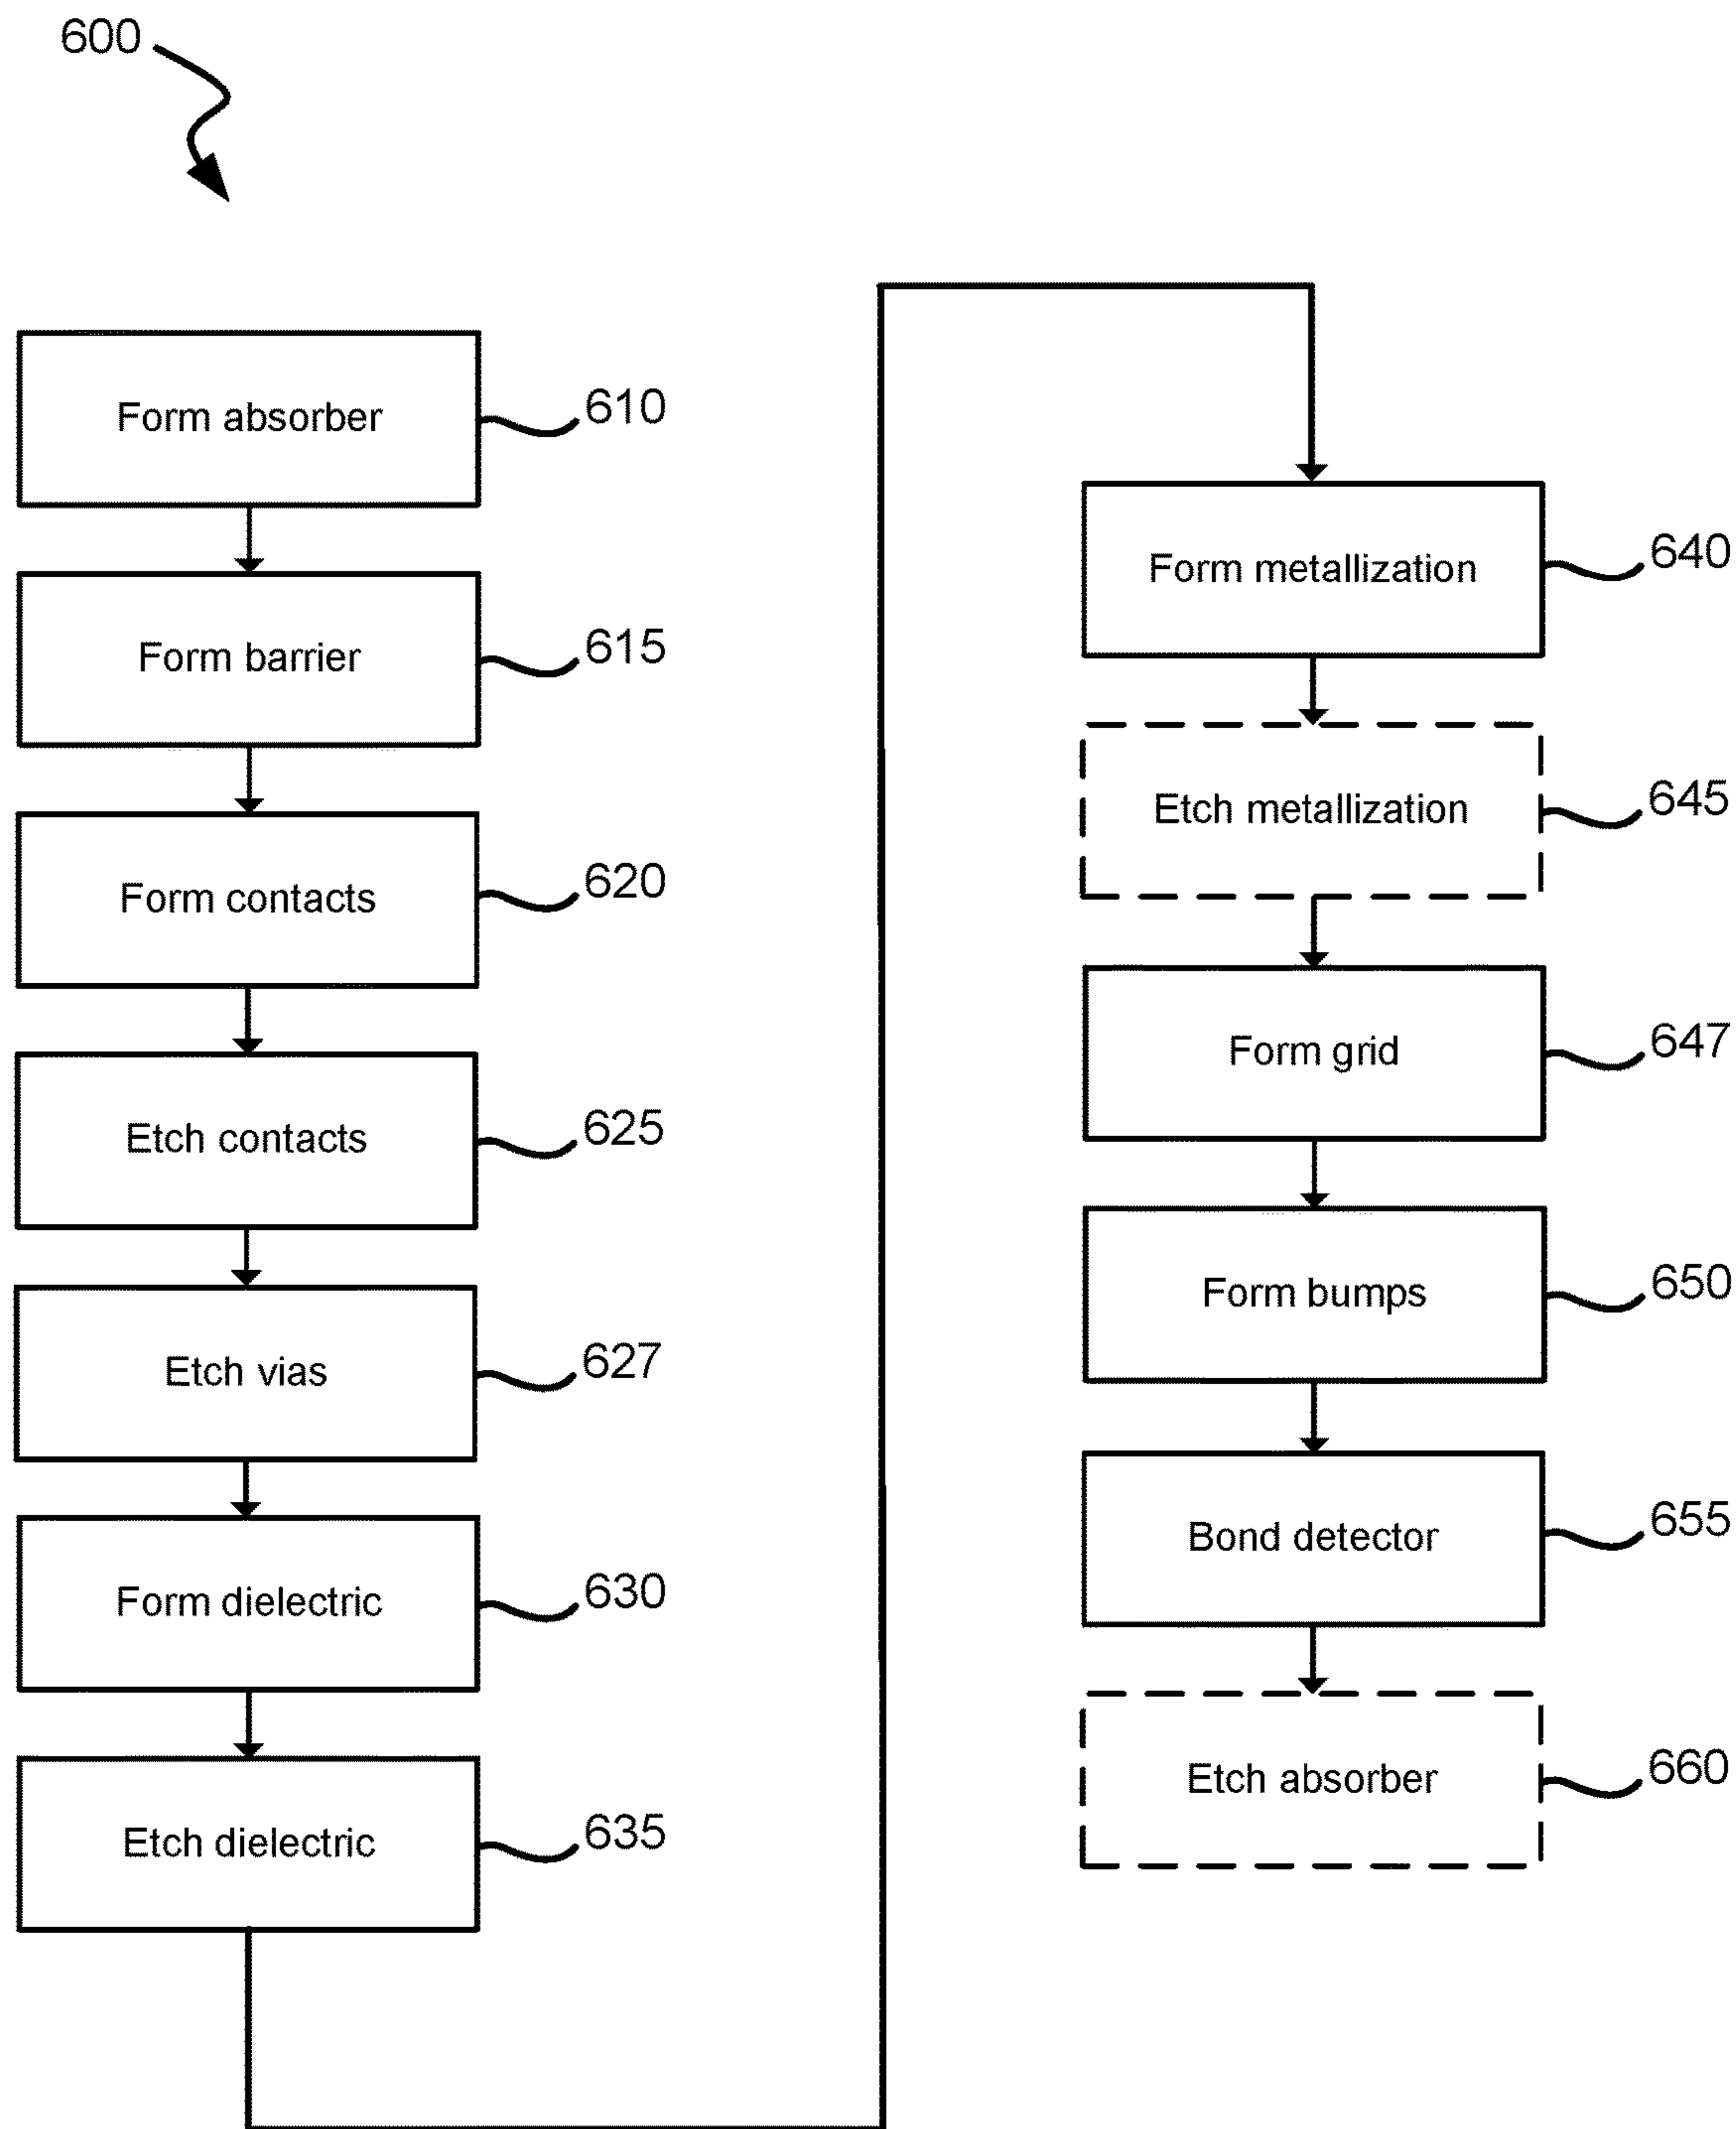 600
Form absorber
610
Form barrier
615
Form contacts
620
Etch contacts
625
Etch vias
627
Form dielectric
630
Etch dielectric
635
Form metallization
640
Etch metallization
645
Form grid
647
Form bumps
650
Bond detector
655
Etch absorber
660